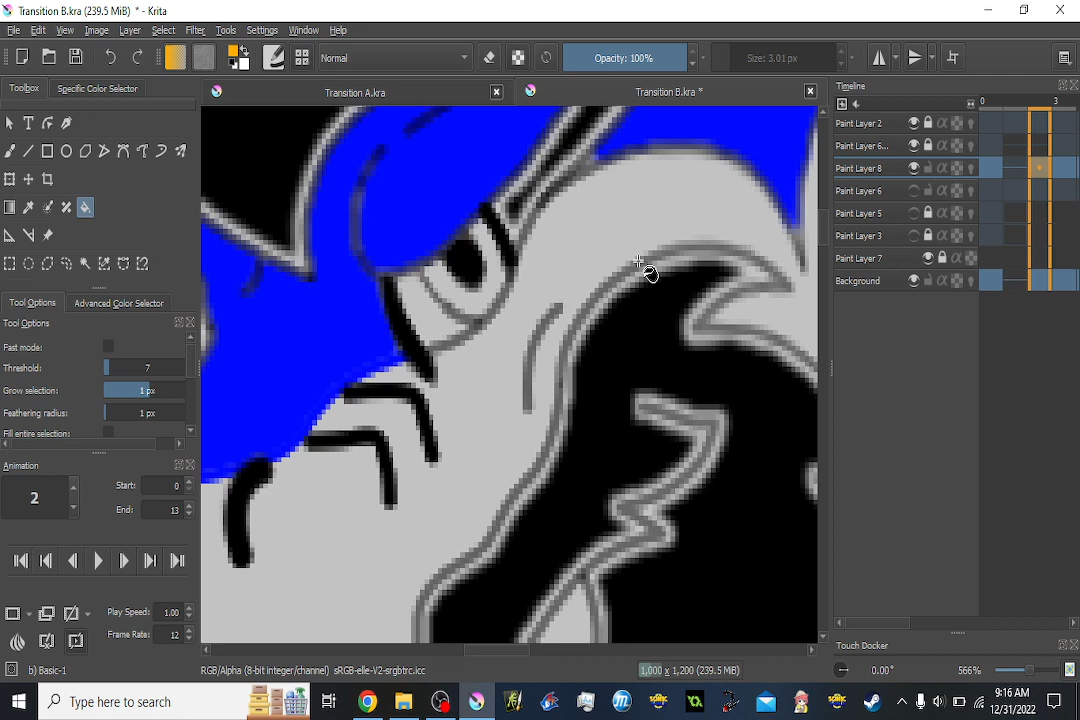 Transition B.kra (239.5 MiB) * - Krita
File Edit View Image Layer Select Filter Tools Settings Window Help
Normal Opacity: 100% Size: 3.01 px
Toolbox Specific Color Selector Transition A.kra Transition B.kra *
Timeline
0 3
Paint Layer 2
Paint Layer 6...
Paint Layer 8
Paint Layer 6
Paint Layer 5
Paint Layer 3
Paint Layer 7
Background
Tool Options Advanced Color Selector
Tool Options
Fast mode:
Threshold: 7
Grow selection: 1 px
Feathering radius: 1 px
Fill entire selection:
Animation
2
Start: 0
End: 13
Play Speed: 1.00
Frame Rate: 12
Touch Docker
b) Basic-1 RGB/Alpha (8-bit integer/channel) sRGB-elle-V2-srgbtrc.icc 1,000 x 1,200 (239.5 MiB) 0.00° 566%
Type here to search
9:16 AM
12/31/2022